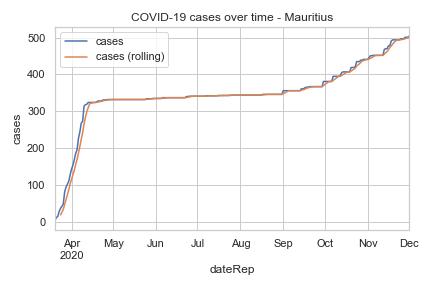 COVID-19 cases over time - Mauritius
cases
cases (rolling)
500
400
300
200
100
0
cases
Apr May Jun Jul Aug Sep Oct Nov Dec
2020
dateRep